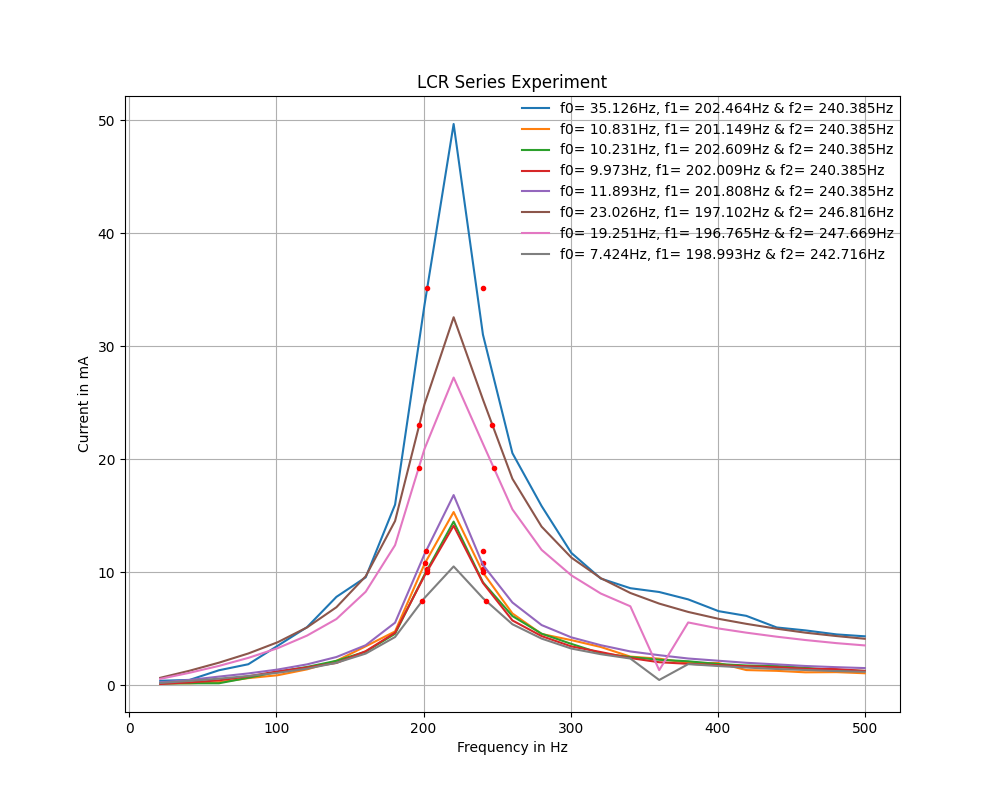 LCR Series Experiment
f0= 35.126Hz, f1= 202.464Hz & f2= 240.385Hz
f0= 10.831Hz, f1= 201.149Hz & f2= 240.385Hz
f0= 10.231Hz, f1= 202.609Hz & f2= 240.385Hz
f0= 9.973Hz, f1= 202.009Hz & f2= 240.385Hz
f0= 11.893Hz, f1= 201.808Hz & f2= 240.385Hz
f0= 23.026Hz, f1= 197.102Hz & f2= 246.816Hz
f0= 19.251Hz, f1= 196.765Hz & f2= 247.669Hz
f0= 7.424Hz, f1= 198.993Hz & f2= 242.716Hz
50
40
30
20
10
0
Current in mA
0 100 200 300 400 500
Frequency in Hz